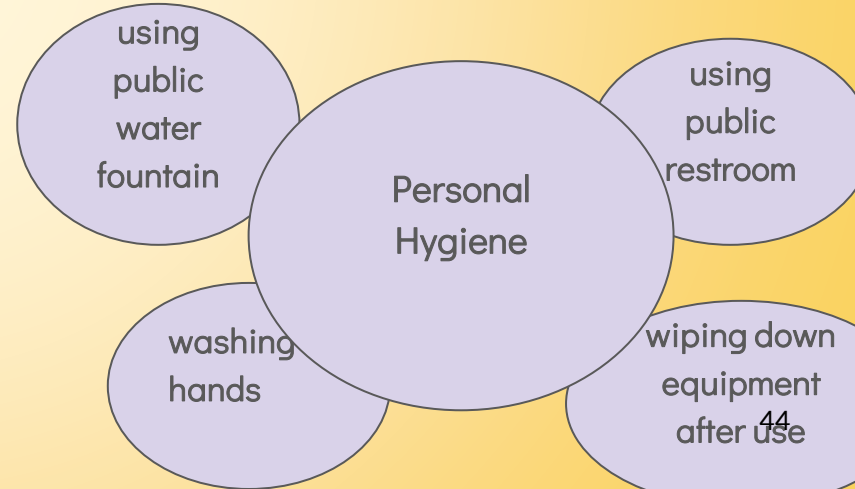 using
public
water
fountain
Personal
Hygiene
using
public
restroom
washing
hands
wiping down
equipment
after use
44